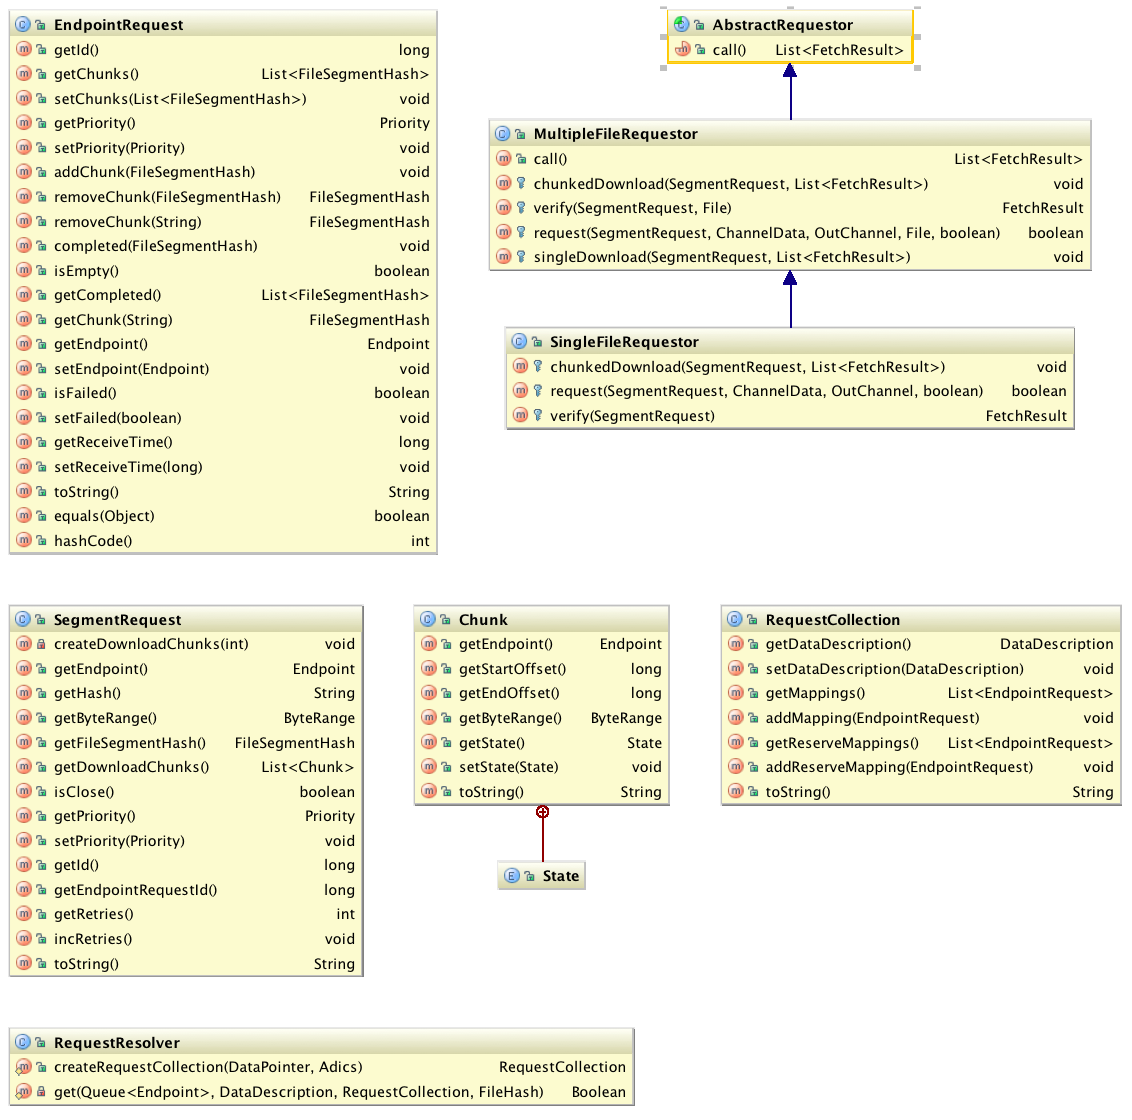 EndpointRequest
getId() long
getChunks() List<FileSegmentHash>
setChunks(List<FileSegmentHash>) void
getPriority() Priority
setPriority(Priority) void
addChunk(FileSegmentHash) void
removeChunk(FileSegmentHash) FileSegmentHash
removeChunk(String) FileSegmentHash
completed(FileSegmentHash) void
isEmpty() boolean
getCompleted() List<FileSegmentHash>
getChunk(String) FileSegmentHash
getEndpoint() Endpoint
setEndpoint(Endpoint) void
isFailed() boolean
setFailed(boolean) void
getReceiveTime() long
setReceiveTime(long) void
toString() String
equals(Object) boolean
hashCode() int
AbstractRequestor
call() List<FetchResult>
MultipleFileRequestor
call() List<FetchResult>
chunkedDownload(SegmentRequest, List<FetchResult>) void
verify(SegmentRequest, File) FetchResult
request(SegmentRequest, ChannelData, OutChannel, File, boolean) boolean
singleDownload(SegmentRequest, List<FetchResult>) void
SingleFileRequestor
chunkedDownload(SegmentRequest, List<FetchResult>) void
request(SegmentRequest, ChannelData, OutChannel, boolean) boolean
verify(SegmentRequest) FetchResult
SegmentRequest
createDownloadChunks(int) void
getEndpoint() Endpoint
getHash() String
getByteRange() ByteRange
getFileSegmentHash() FileSegmentHash
getDownloadChunks() List<Chunk>
isClose() boolean
getPriority() Priority
setPriority(Priority) void
getId() long
getEndpointRequestId() long
getRetries() int
incRetries() void
toString() String
Chunk
getEndpoint() Endpoint
getStartOffset() long
getEndOffset() long
getByteRange() ByteRange
getState() State
setState(State) void
toString() String
State
RequestCollection
getDataDescription() DataDescription
setDataDescription(DataDescription) void
getMappings() List<EndpointRequest>
addMapping(EndpointRequest) void
getReserveMappings() List<EndpointRequest>
addReserveMapping(EndpointRequest) void
toString() String
RequestResolver
createRequestCollection(DataPointer, Adics) RequestCollection
get(Queue<Endpoint>, DataDescription, RequestCollection, FileHash) Boolean